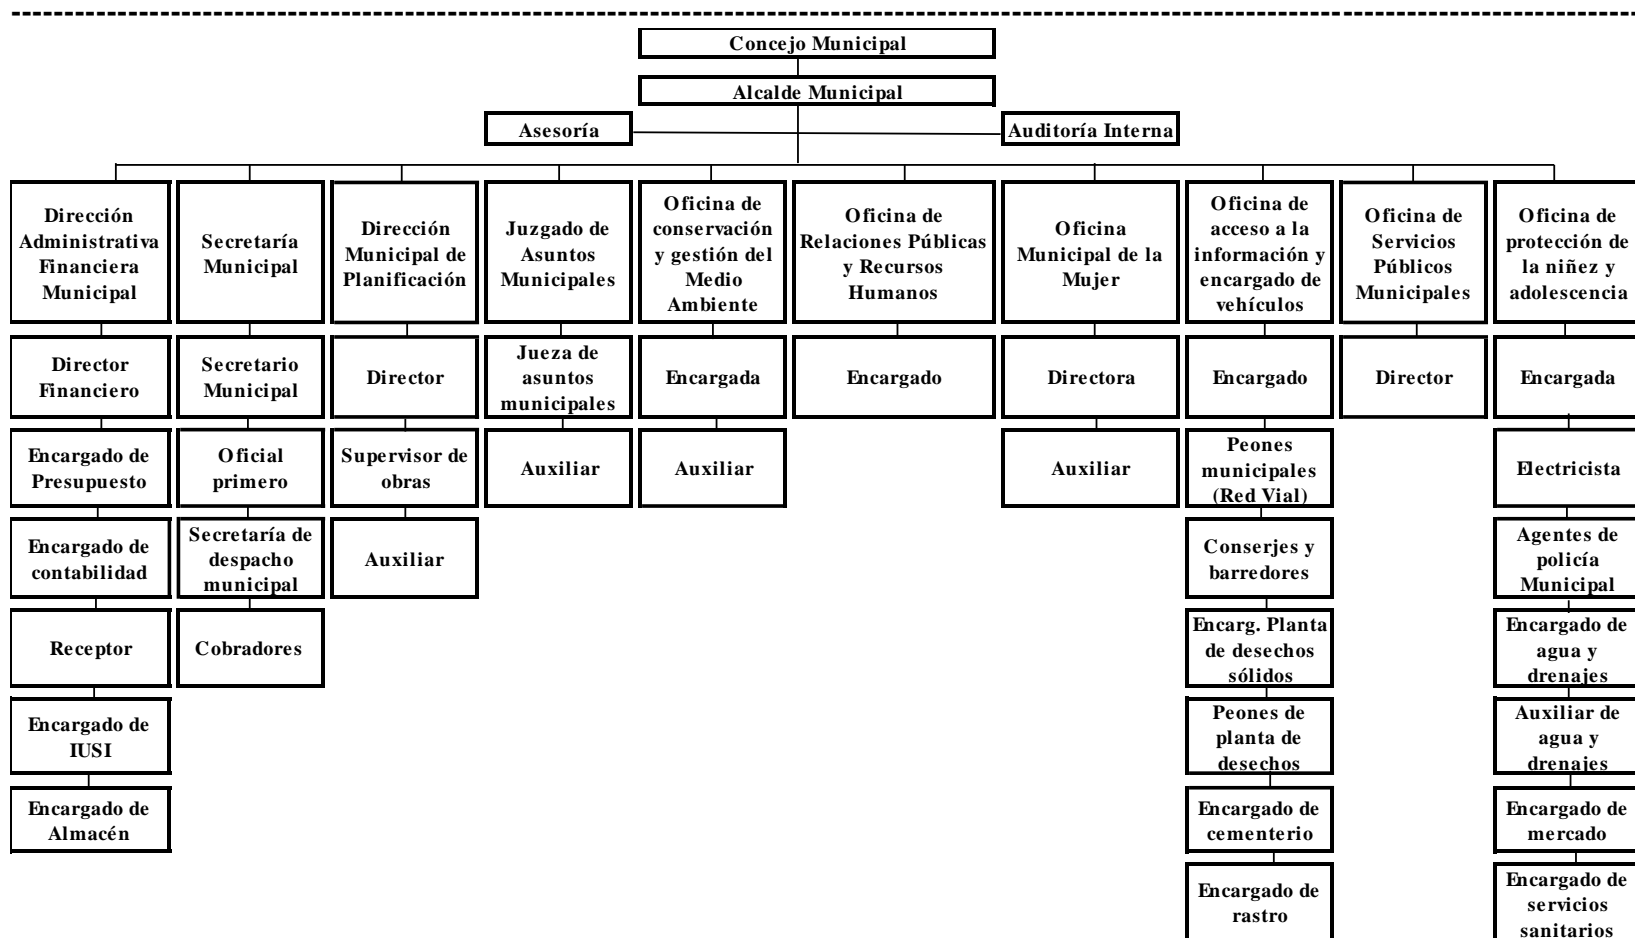 Concejo Municipal
Alcalde Municipal
Asesoría
Auditoría Interna
Dirección
Administrativa
Financiera
Municipal
Secretaría
Municipal
Dirección
Municipal de
Planificación
Juzgado de
Asuntos
Municipales
Oficina de
conservación
y gestión del
Medio
Ambiente
Oficina de
Relaciones Públicas
y Recursos
Humanos
Oficina
Municipal de la
Mujer
Oficina de
acceso a la
información y
encargado de
vehículos
Oficina de
Servicios
Públicos
Municipales
Oficina de
protección de
la niñez y
adolescencia
Director
Financiero
Secretario
Municipal
Director
Jueza de
asuntos
municipales
Encargada
Encargado
Directora
Encargado
Director
Encargada
Encargado de
Presupuesto
Oficial
primero
Supervisor de
obras
Auxiliar
Auxiliar
Auxiliar
Peones
municipales
(Red Vial)
Electricista
Encargado de
contabilidad
Secretaría de
despacho
municipal
Auxiliar
Conserjes y
barredores
Agentes de
policía
Municipal
Receptor
Cobradores
Encarg. Planta
de desechos
sólidos
Encargado de
agua y
drenajes
Encargado de
IUSI
Peones de
planta de
desechos
Auxiliar de
agua y
drenajes
Encargado de
Almacén
Encargado de
cementerio
Encargado de
mercado
Encargado de
rastro
Encargado de
servicios
sanitarios